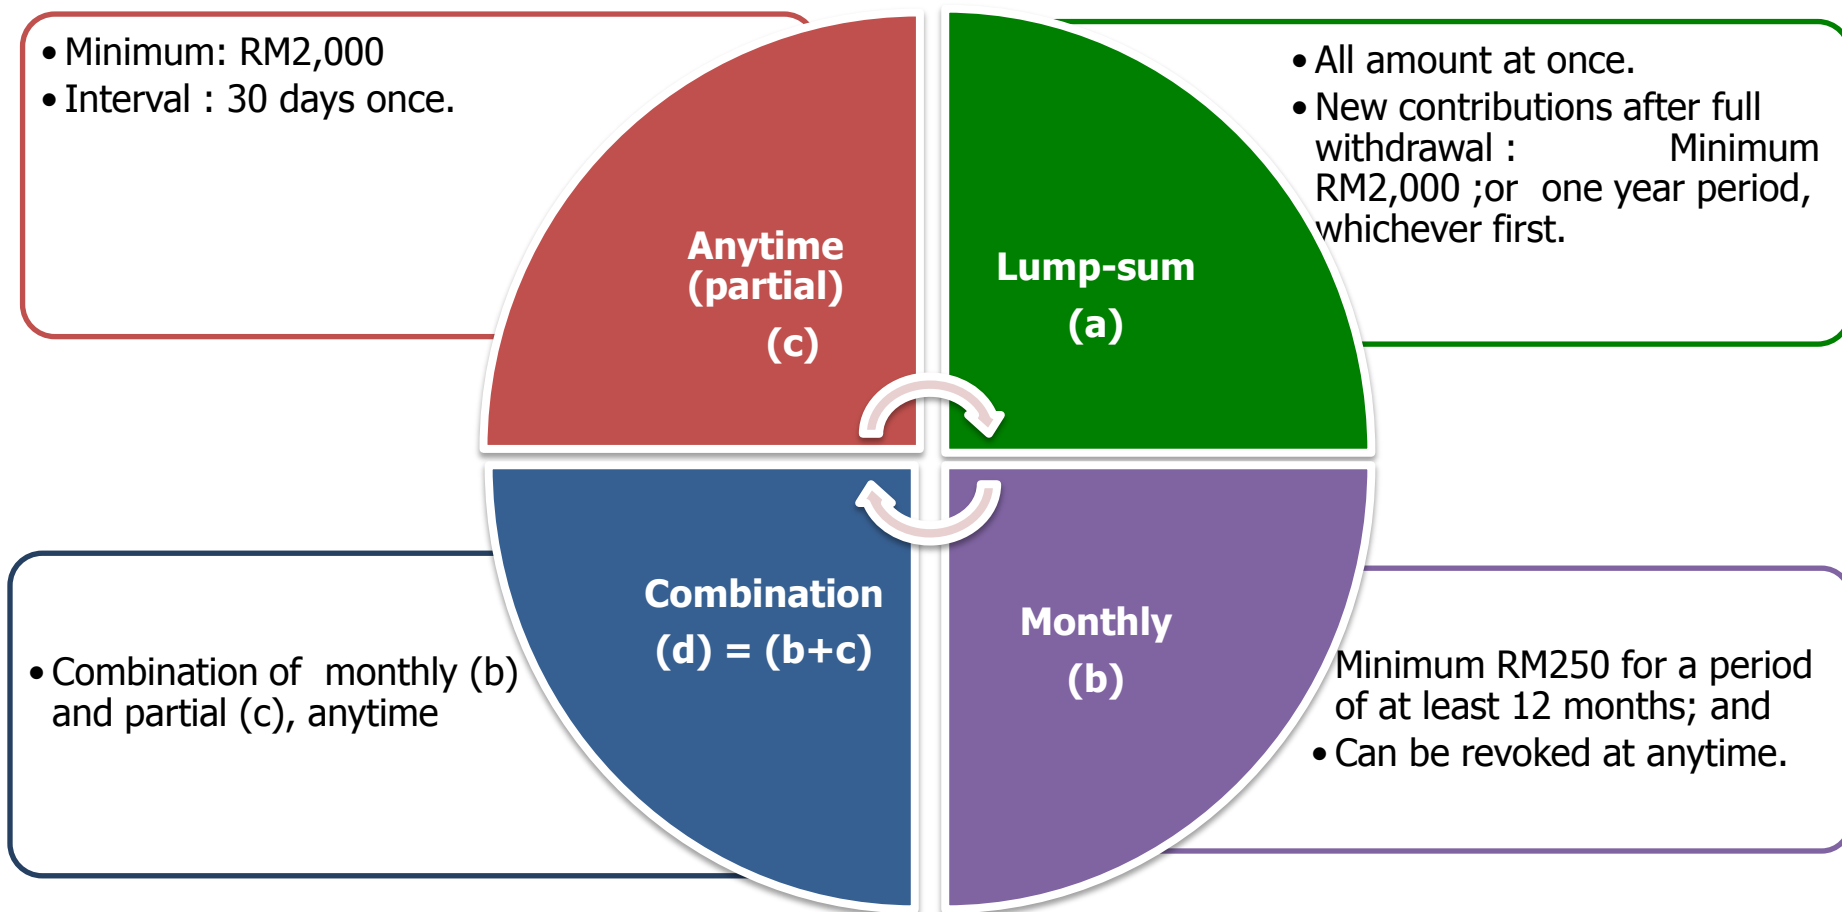 • Minimum: RM2,000
• Interval : 30 days once.
Anytime
(partial)
(c)
• All amount at once.
• New contributions after full
withdrawal : Minimum
RM2,000 ;or one year period,
whichever first.
Lump-sum
(a)
• Combination of monthly (b)
and partial (c), anytime
Combination
(d) = (b+c)
Monthly
(b)
Minimum RM250 for a period
of at least 12 months; and
• Can be revoked at anytime.